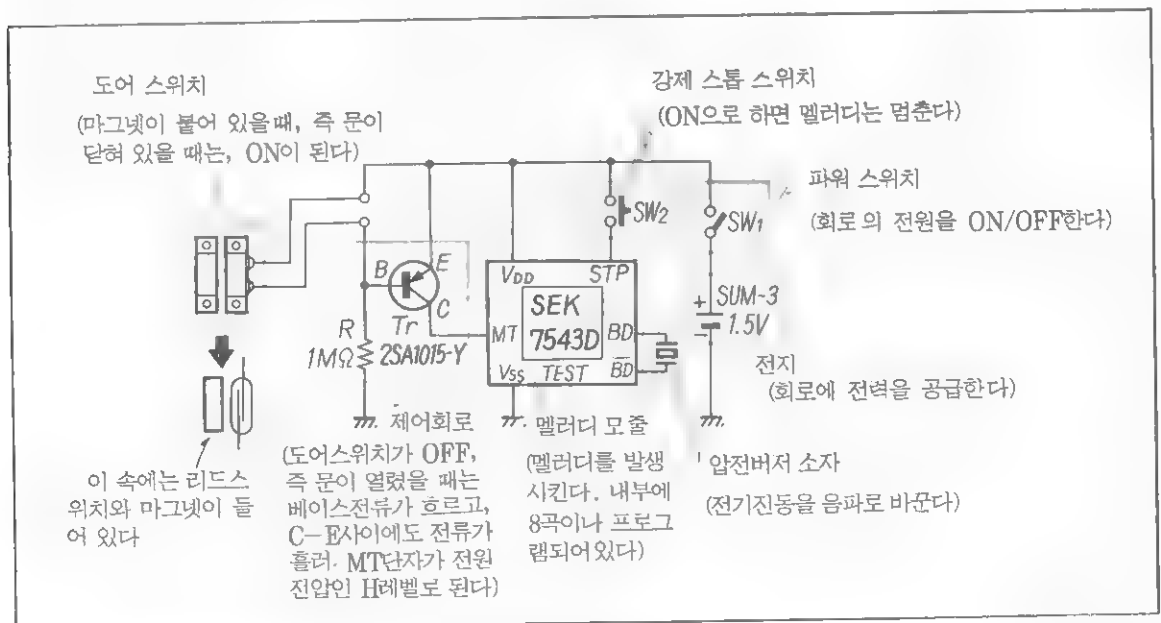 도어 스위치
(마그넷이 붙어 있을때, 즉 문이
닫혀 있을 때는, ON이 된다)
강제 스톱 스위치
(ON으로 하면 멜러디는 멈춘다)
파워 스위치
(회로의 전원을 ON/OFF한다)
SW2
SW1
B
E
C
Tr
2SA1015-Y
R
1MΩ
VDD
STP
SEK
7543D
MT
BD
BD
VSS
TEST
+
SUM-3
1.5V
-
전지
(회로에 전력을 공급한다)
제어회로
(도어스위치가 OFF,
즉 문이 열렸을 때는
베이스전류가 흐르고,
C-E사이에도 전류가
흘러. MT단자가 전원
전압인 H레벨로 된다)
멜러디 모줄
(멜러디를 발생
시킨다. 내부에
8곡이나 프로그
램되어있다)
압전버저 소자
(전기진동을 음파로 바꾼다)
이 속에는 리드스
위치와 마그넷이 들
어 있다